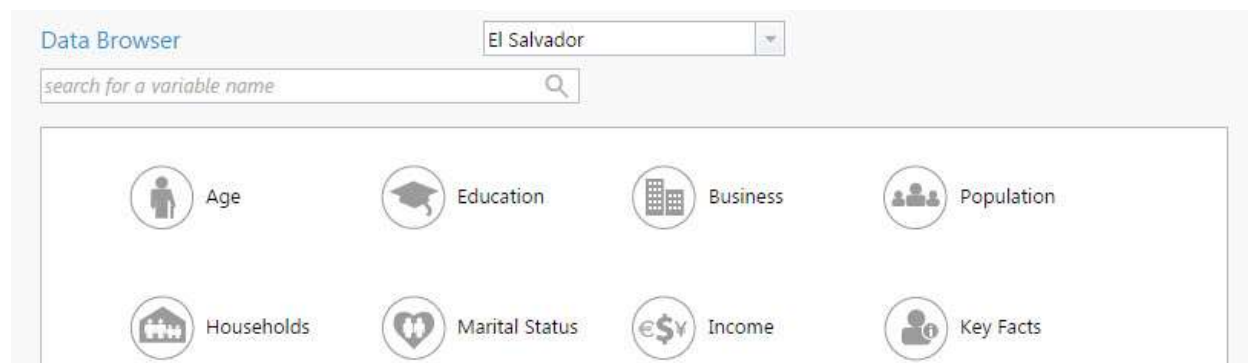 Data Browser
El Salvador
search for a variable name
Age
Education
Business
Population
Households
Marital Status
€$¥
Income
Key Facts